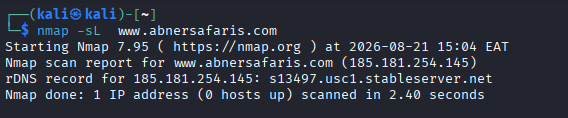 ┌──(kali㉿kali)-[~]
└─$ nmap -sL  www.abnersafaris.com
Starting Nmap 7.95 ( https://nmap.org ) at 2026-08-21 15:04 EAT
Nmap scan report for www.abnersafaris.com (185.181.254.145)
rDNS record for 185.181.254.145: s13497.usc1.stableserver.net
Nmap done: 1 IP address (0 hosts up) scanned in 2.40 seconds